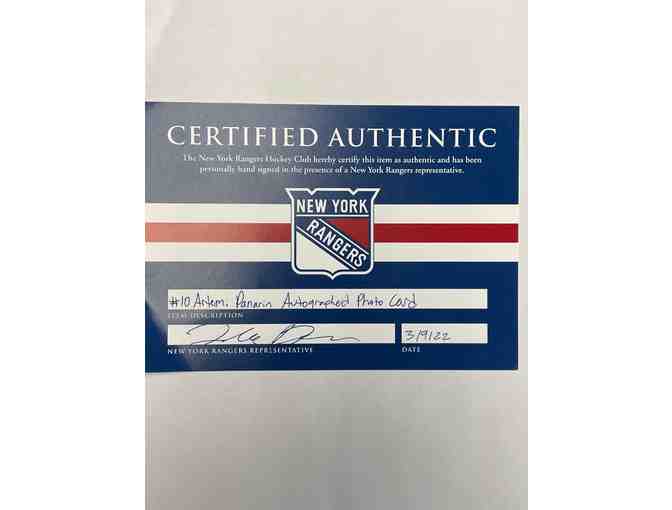 CERTIFIED AUTHENTIC
The New York Rangers Hockey Club hereby certify this item as authentic and has been
personally hand signed in the presence of a New York Rangers representative.
NEW YORK
RANGERS
#10 Artemi Panarin Autographed Photo Card
ITEM DESCRIPTION
3/9/22
NEW YORK RANGERS REPRESENTATIVE
DATE